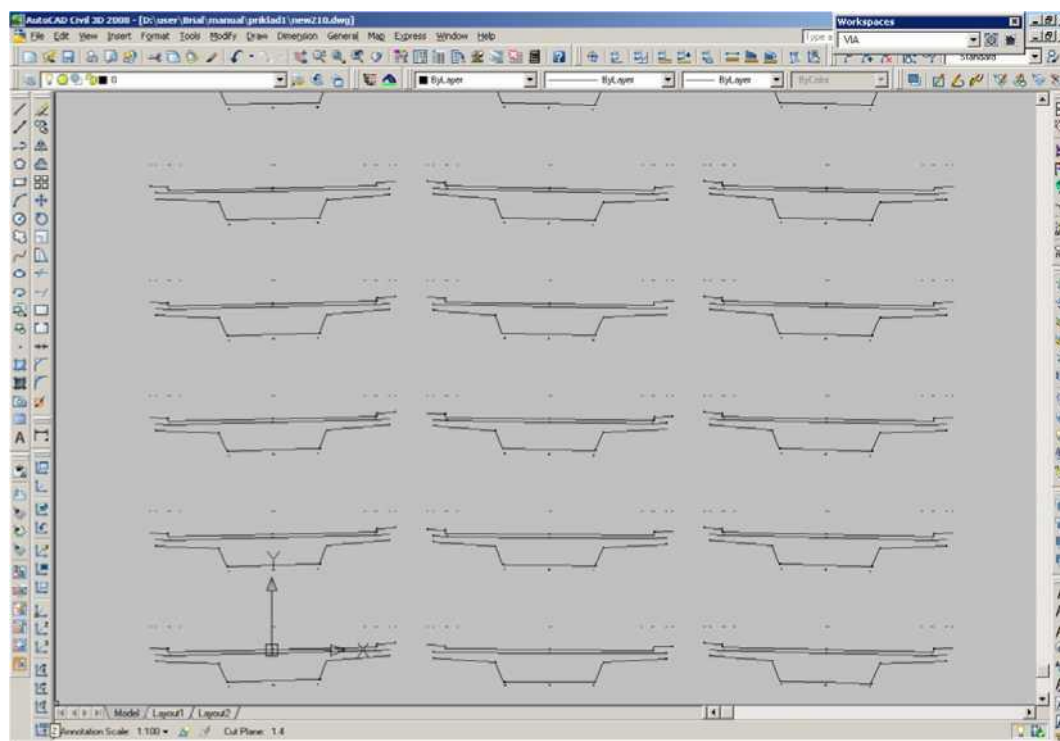 AutoCAD Civil 3D 2008 - [D:\user\Brial\manual\priklad1\new210.dwg]
Workspaces
File Edit View Insert Format Tools Modify Draw Dimension General Map Express Window Help
Type a
VIA
Standard
0
ByLayer
ByLayer
ByLayer
ByColor
Y
X
Model / Layout1 / Layout2
Annotation Scale: 1:100
Cut Plane: 1.4